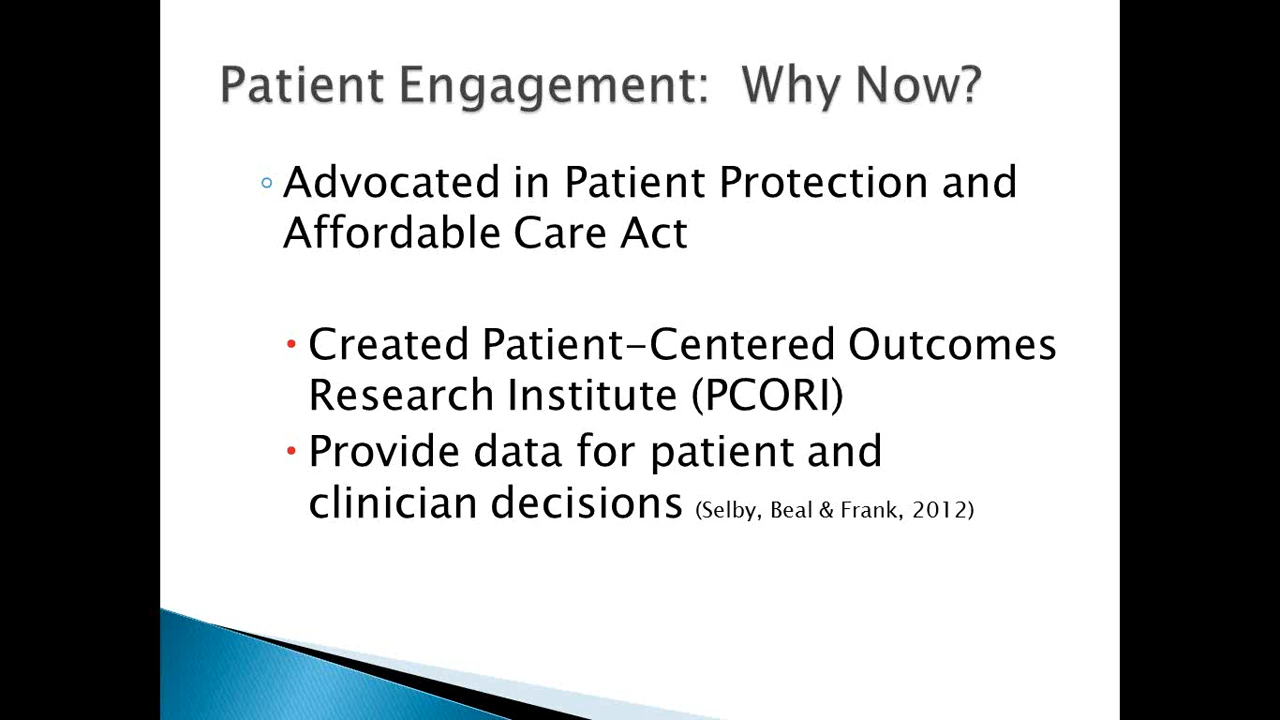 Patient Engagement: Why Now?
Advocated in Patient Protection and
Affordable Care Act
Created Patient-Centered Outcomes
Research Institute (PCORI)
Provide data for patient and
clinician decisions (Selby, Beal & Frank, 2012)